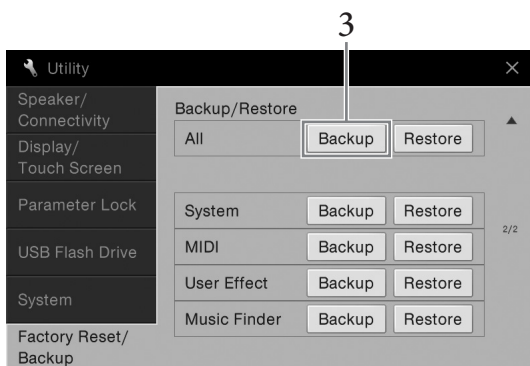 3
Utility
Speaker/
Connectivity
Display/
Touch Screen
Parameter Lock
USB Flash Drive
System
Factory Reset/
Backup
Backup/Restore
All Backup Restore
System Backup Restore
MIDI Backup Restore
User Effect Backup Restore
Music Finder Backup Restore
2/2